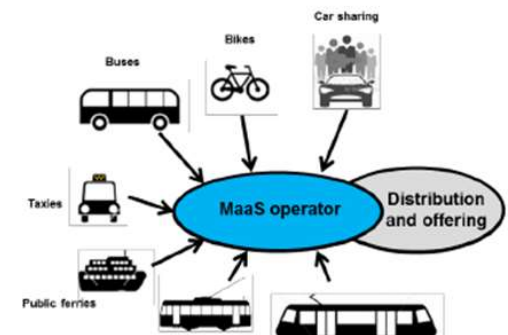 Car sharing
Bikes
Buses
MaaS operator
Distribution
and offering
Taxies
Public ferries